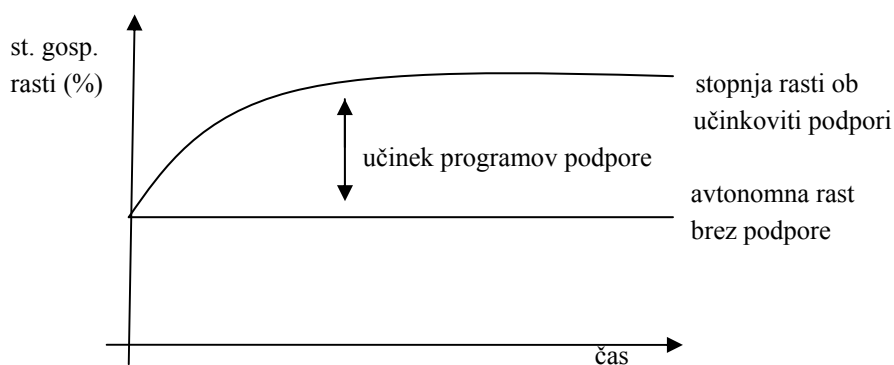 st. gosp.
rasti (%)
stopnja rasti ob
učinkoviti podpori
učinek programov podpore
avtonomna rast
brez podpore
čas